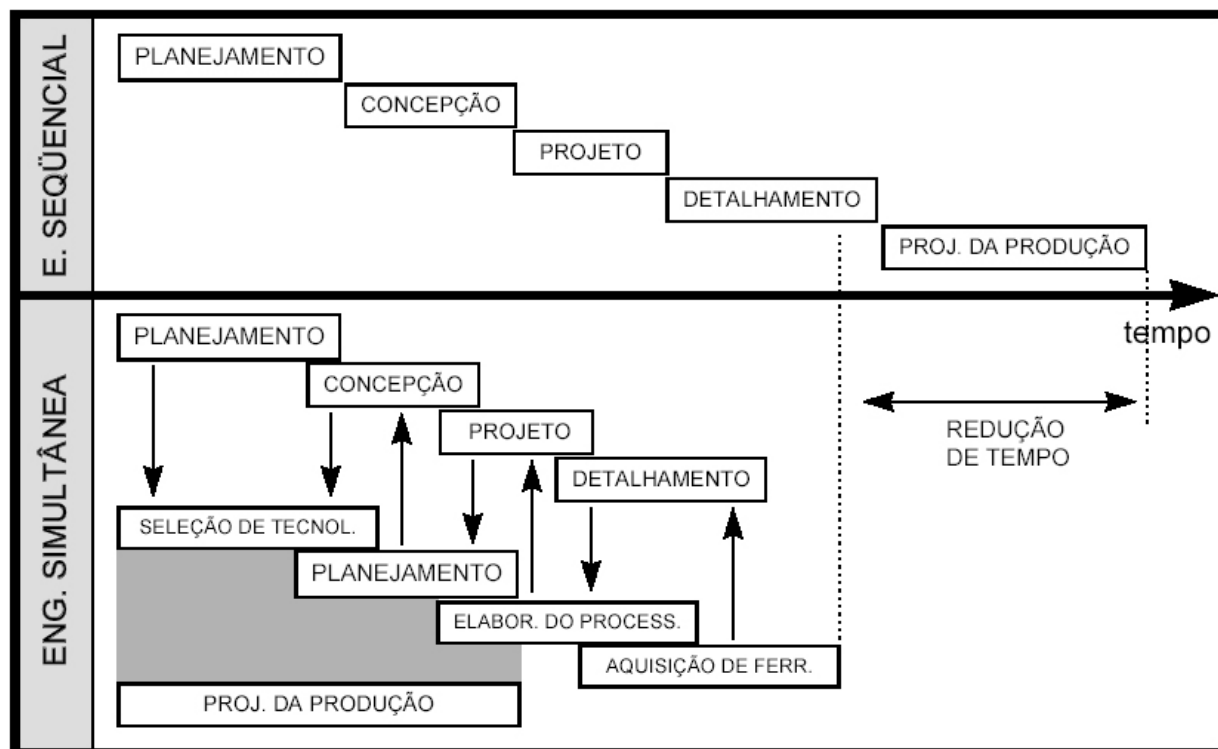 E. SEQÜENCIAL
PLANEJAMENTO
CONCEPÇÃO
PROJETO
DETALHAMENTO
PROJ. DA PRODUÇÃO
tempo
ENG. SIMULTÂNEA
PLANEJAMENTO
CONCEPÇÃO
PROJETO
DETALHAMENTO
REDUÇÃO
DE TEMPO
SELEÇÃO DE TECNOL.
PLANEJAMENTO
ELABOR. DO PROCESS.
AQUISIÇÃO DE FERR.
PROJ. DA PRODUÇÃO